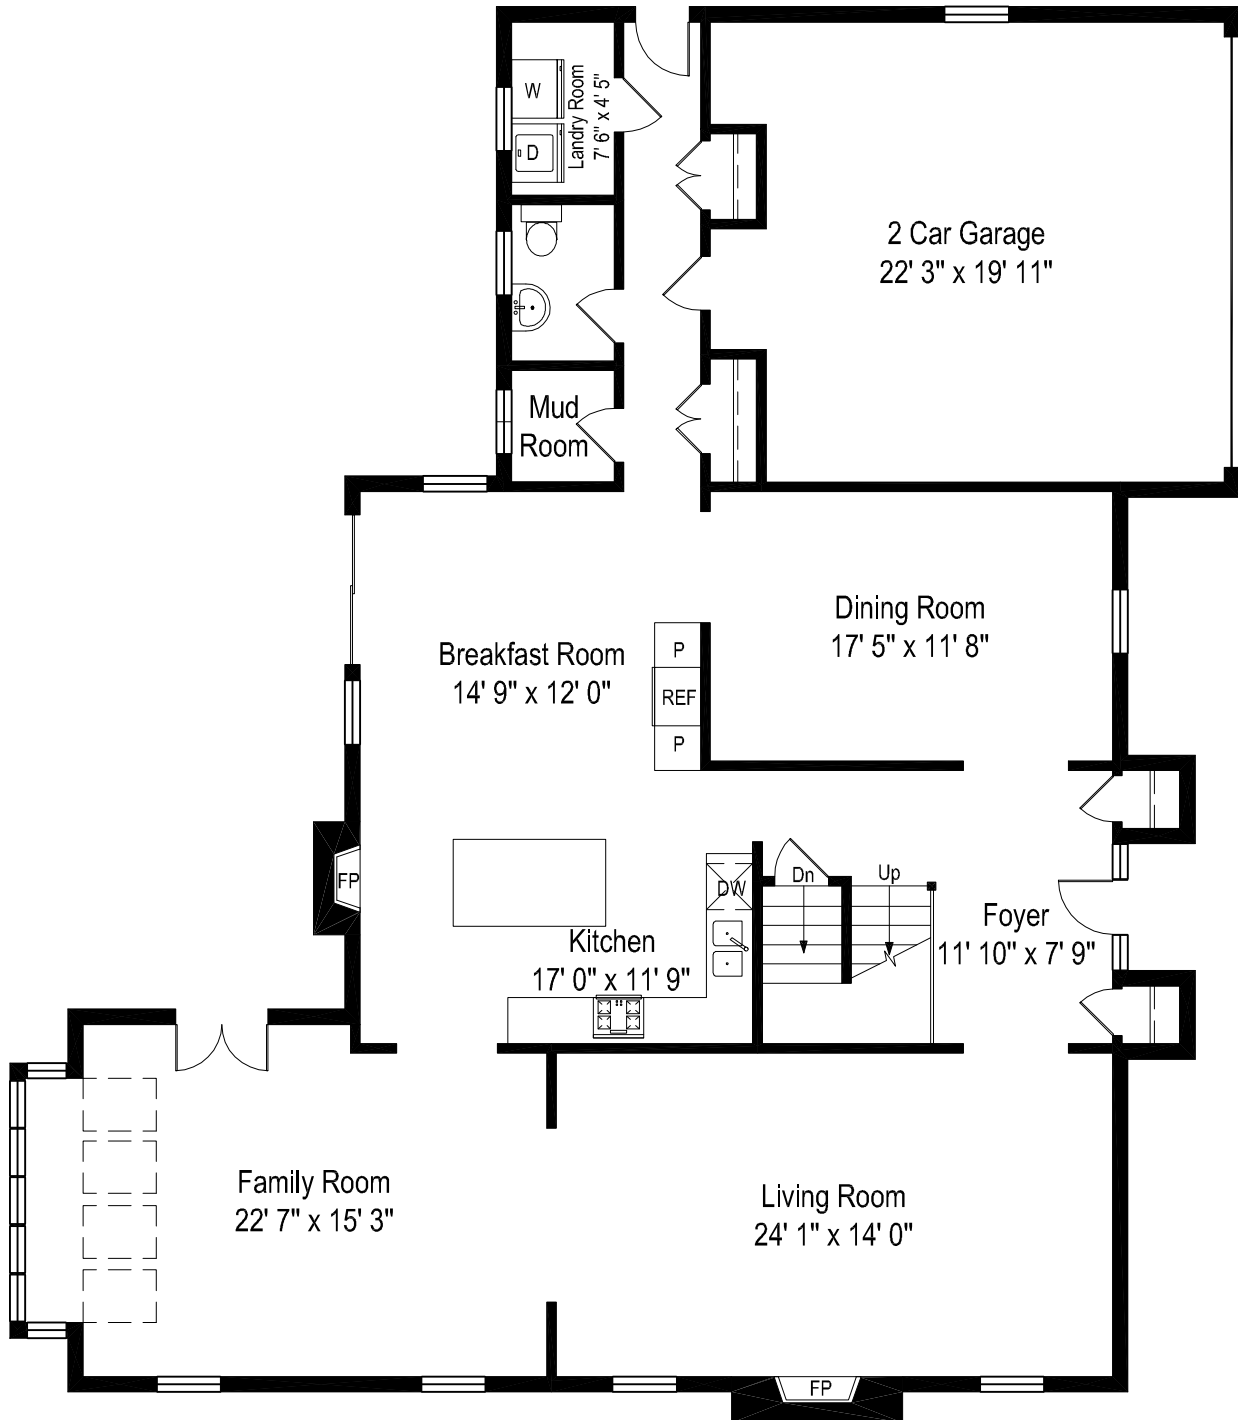 W
D
Landry Room
7' 6" x 4' 5"
2 Car Garage
22' 3" x 19' 11"
Mud
Room
Dining Room
17' 5" x 11' 8"
Breakfast Room
14' 9" x 12' 0"
P
REF
P
FP
DW
Dn
Up
Foyer
11' 10" x 7' 9"
Kitchen
17' 0" x 11' 9"
Family Room
22' 7" x 15' 3"
Living Room
24' 1" x 14' 0"
FP